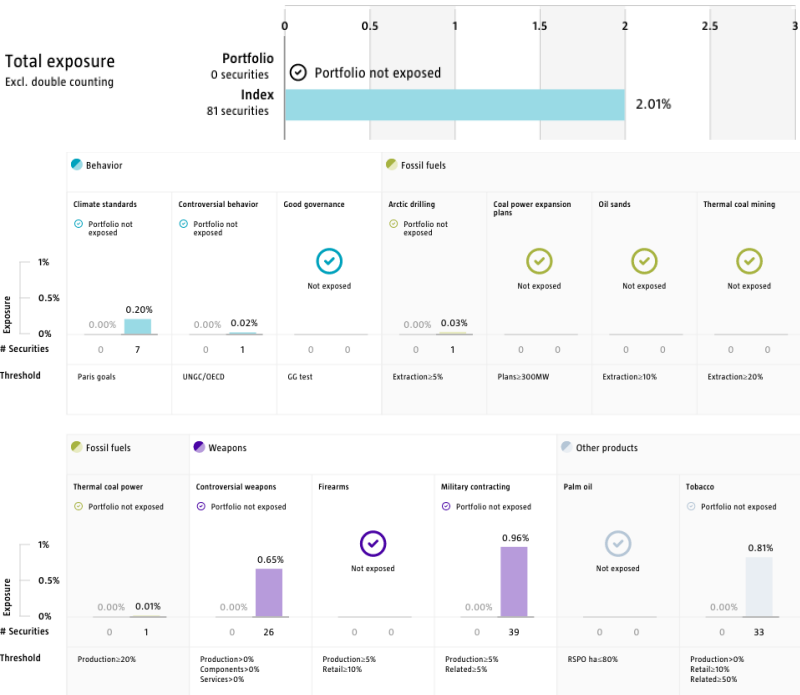 0 0.5 1 1.5 2 2.5 3
Total exposure
Excl. double counting
Portfolio
0 securities
Portfolio not exposed
Index
81 securities
2.01%
Behavior
Fossil fuels
Climate standards
Controversial behavior
Good governance
Arctic drilling
Coal power expansion
plans
Oil sands
Thermal coal mining
Portfolio not
exposed
Portfolio not
exposed
Portfolio not
exposed
Not exposed
Not exposed
Not exposed
Not exposed
Exposure
1%
0.5%
0%
0.00% 0.20%
0.00% 0.02%
0.00% 0.03%
# Securities
0 7
0 1
0 0
0 1
0 0
0 0
0 0
Threshold
Paris goals
UNGC/OECD
GG test
Extraction≥5%
Plans≥300MW
Extraction≥10%
Extraction≥20%
Fossil fuels
Weapons
Other products
Thermal coal power
Controversial weapons
Firearms
Military contracting
Palm oil
Tobacco
Portfolio not exposed
Portfolio not exposed
Portfolio not exposed
Portfolio not exposed
Not exposed
Not exposed
Exposure
1%
0.5%
0%
0.00% 0.01%
0.00% 0.65%
0.00% 0.96%
0.00% 0.81%
# Securities
0 1
0 26
0 0
0 39
0 0
0 33
Threshold
Production≥20%
Production>0%
Components>0%
Services>0%
Production≥5%
Retail≥10%
Production≥5%
Related≥5%
RSPO ha≤80%
Production>0%
Retail≥10%
Related≥50%